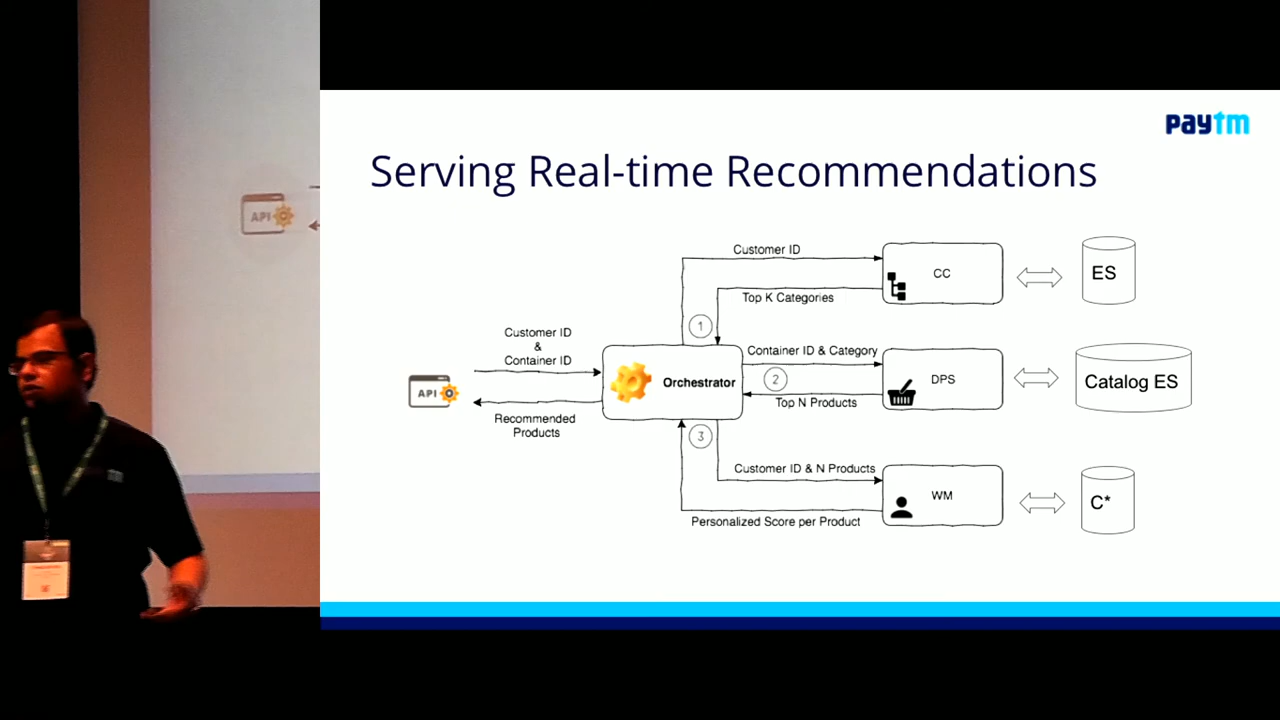 paytm
Serving Real-time Recommendations
Customer ID
CC
ES
Top K Categories
1
Customer ID
&
Container ID
Container ID & Category
API
Orchestrator
2
DPS
Catalog ES
Top N Products
Recommended
Products
3
Customer ID & N Products
WM
C*
Personalized Score per Product
API